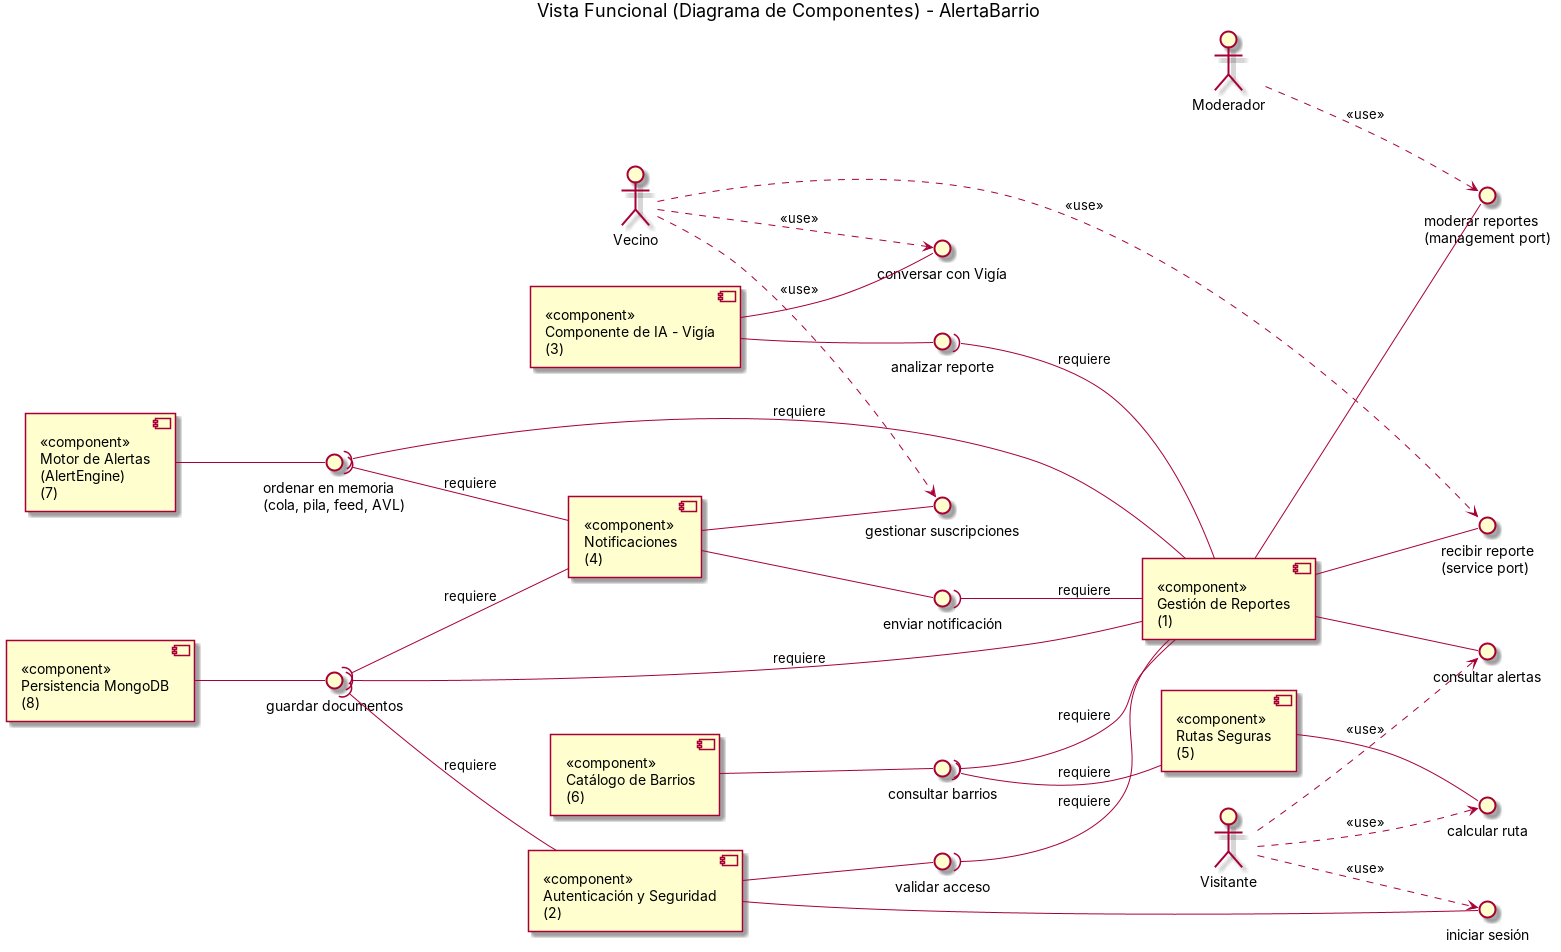 Vista Funcional (Diagrama de Componentes) - AlertaBarrio
Moderador
«use»
Vecino
«use»
«use»
moderar reportes
(management port)
conversar con Vigía
«use»
«component»
Componente de IA - Vigía
(3)
analizar reporte
requiere
requiere
«component»
Motor de Alertas
(AlertEngine)
(7)
ordenar en memoria
(cola, pila, feed, AVL)
requiere
«component»
Notificaciones
(4)
gestionar suscripciones
recibir reporte
(service port)
«component»
Gestión de Reportes
(1)
requiere
enviar notificación
requiere
«component»
Persistencia MongoDB
(8)
guardar documentos
requiere
consultar alertas
«component»
Rutas Seguras
(5)
requiere
«use»
«component»
Catálogo de Barrios
(6)
consultar barrios
requiere
requiere
requiere
calcular ruta
«use»
Visitante
«use»
«component»
Autenticación y Seguridad
(2)
validar acceso
iniciar sesión